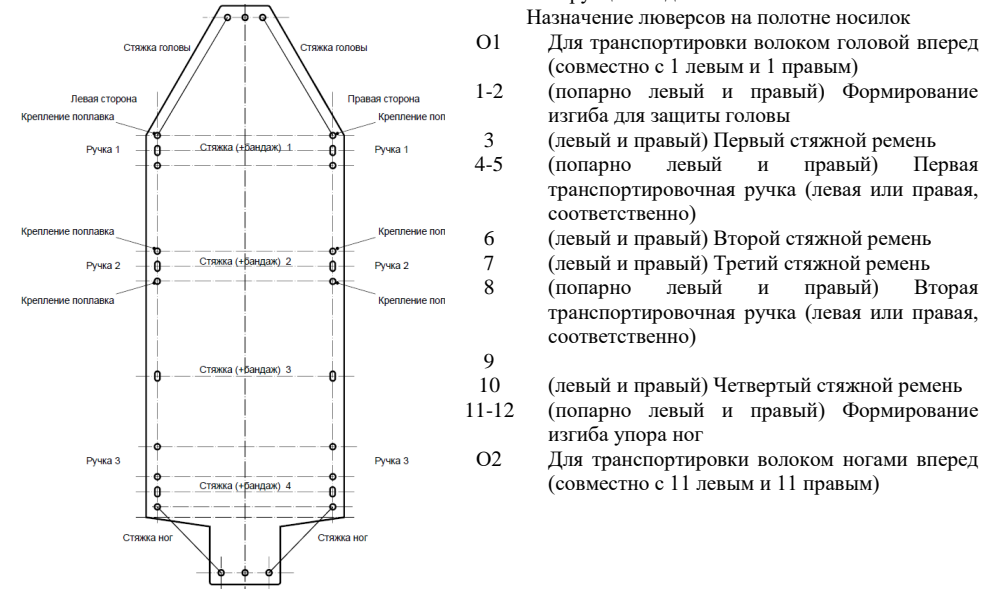 Стяжка головы
Стяжка головы
Левая сторона
Правая сторона
Крепление поплавка
Крепление поп
Ручка 1
Стяжка (+бандаж) 1
Ручка 1
Крепление поплавка
Крепление поп
Ручка 2
Стяжка (+бандаж) 2
Ручка 2
Крепление поплавка
Крепление поп
Стяжка (+бандаж) 3
Ручка 3
Ручка 3
Стяжка (+бандаж) 4
Стяжка ног
Стяжка ног
Назначение люверсов на полотне носилок
О1 Для транспортировки волоком головой вперед
(совместно с 1 левым и 1 правым)
1-2 (попарно левый и правый) Формирование
изгиба для защиты головы
3 (левый и правый) Первый стяжной ремень
4-5 (попарно левый и правый) Первая
транспортировочная ручка (левая или правая,
соответственно)
6 (левый и правый) Второй стяжной ремень
7 (левый и правый) Третий стяжной ремень
8 (попарно левый и правый) Вторая
транспортировочная ручка (левая или правая,
соответственно)
9
10 (левый и правый) Четвертый стяжной ремень
11-12 (попарно левый и правый) Формирование
изгиба упора ног
О2 Для транспортировки волоком ногами вперед
(совместно с 11 левым и 11 правым)